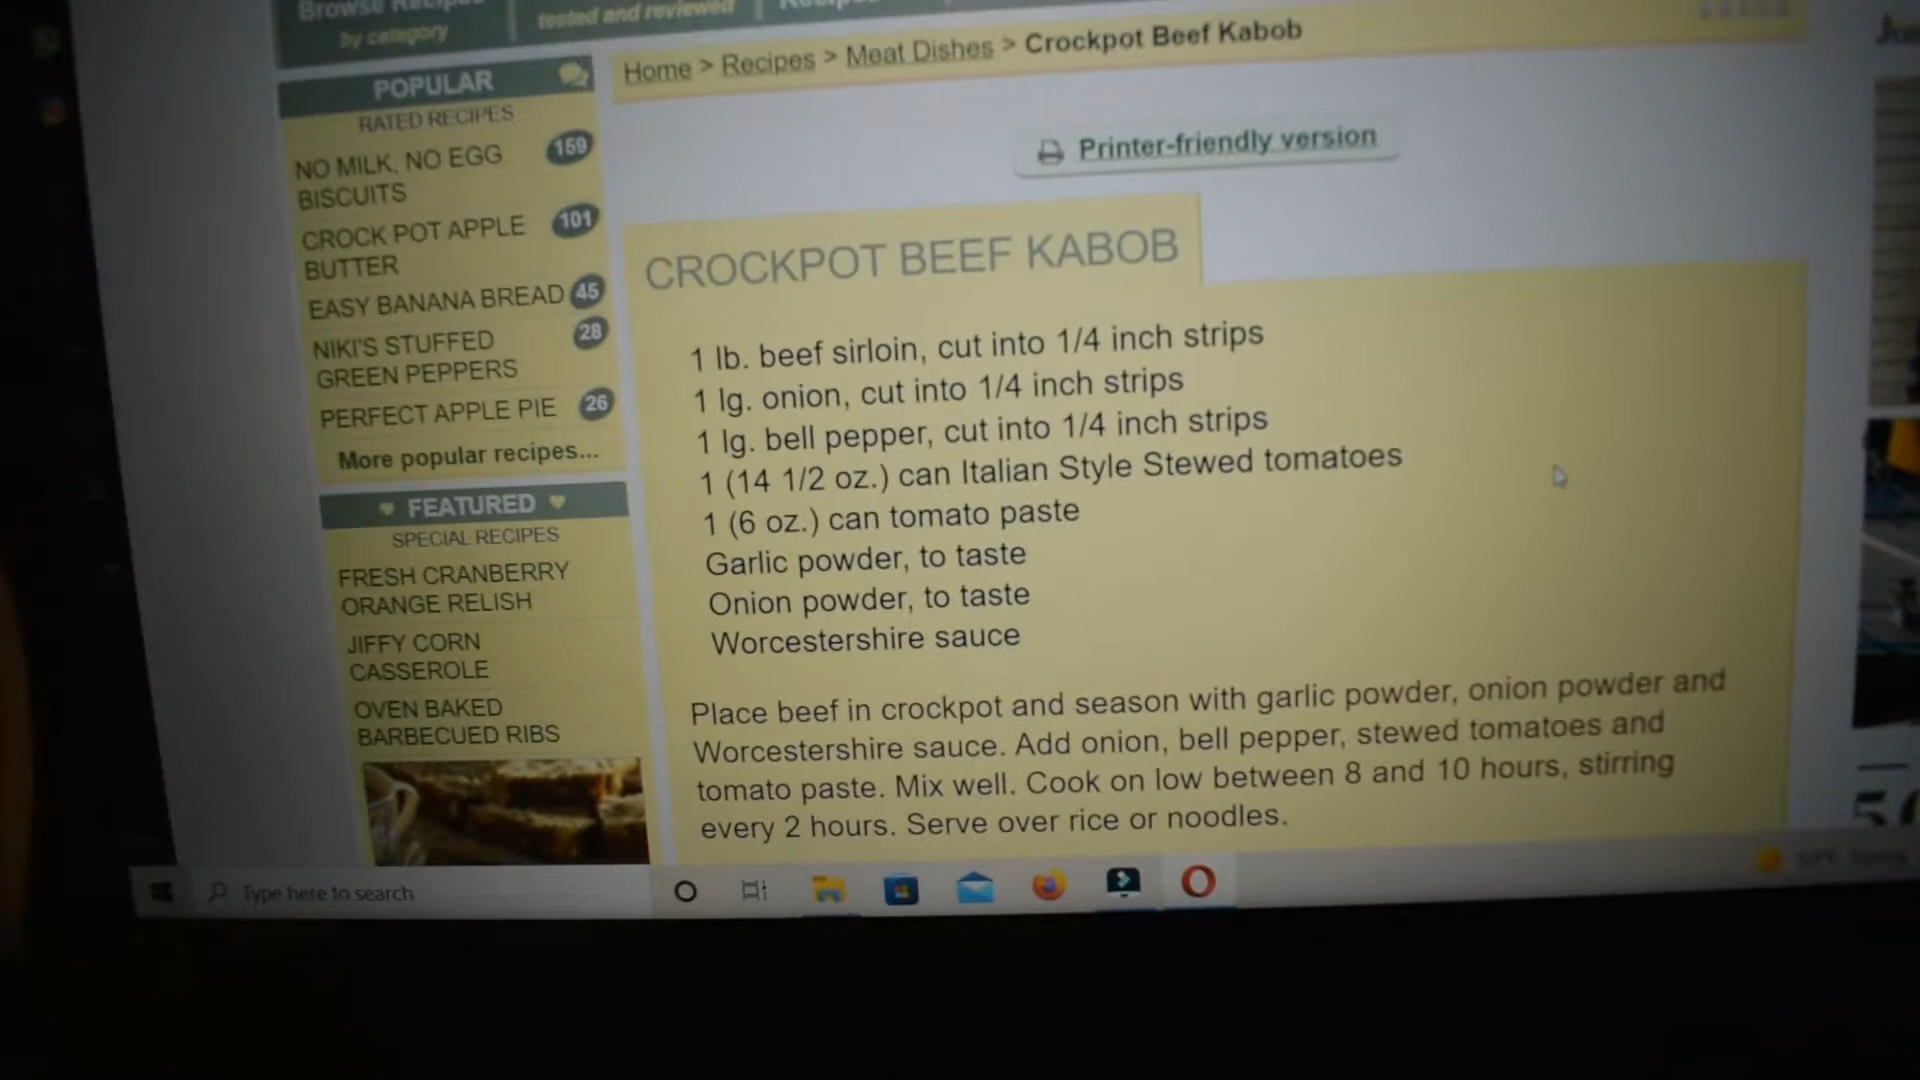 Browse Recipes
by category
tested and reviewed
Home > Recipes > Meat Dishes > Crockpot Beef Kabob
POPULAR
RATED RECIPES
NO MILK, NO EGG
BISCUITS
159
CROCK POT APPLE
BUTTER
101
EASY BANANA BREAD 45
NIKI'S STUFFED
GREEN PEPPERS
28
PERFECT APPLE PIE 26
More popular recipes...
FEATURED
SPECIAL RECIPES
FRESH CRANBERRY
ORANGE RELISH
JIFFY CORN
CASSEROLE
OVEN BAKED
BARBECUED RIBS
Printer-friendly version
CROCKPOT BEEF KABOB
1 lb. beef sirloin, cut into 1/4 inch strips
1 lg. onion, cut into 1/4 inch strips
1 lg. bell pepper, cut into 1/4 inch strips
1 (14 1/2 oz.) can Italian Style Stewed tomatoes
1 (6 oz.) can tomato paste
Garlic powder, to taste
Onion powder, to taste
Worcestershire sauce
Place beef in crockpot and season with garlic powder, onion powder and
Worcestershire sauce. Add onion, bell pepper, stewed tomatoes and
tomato paste. Mix well. Cook on low between 8 and 10 hours, stirring
every 2 hours. Serve over rice or noodles.
Type here to search